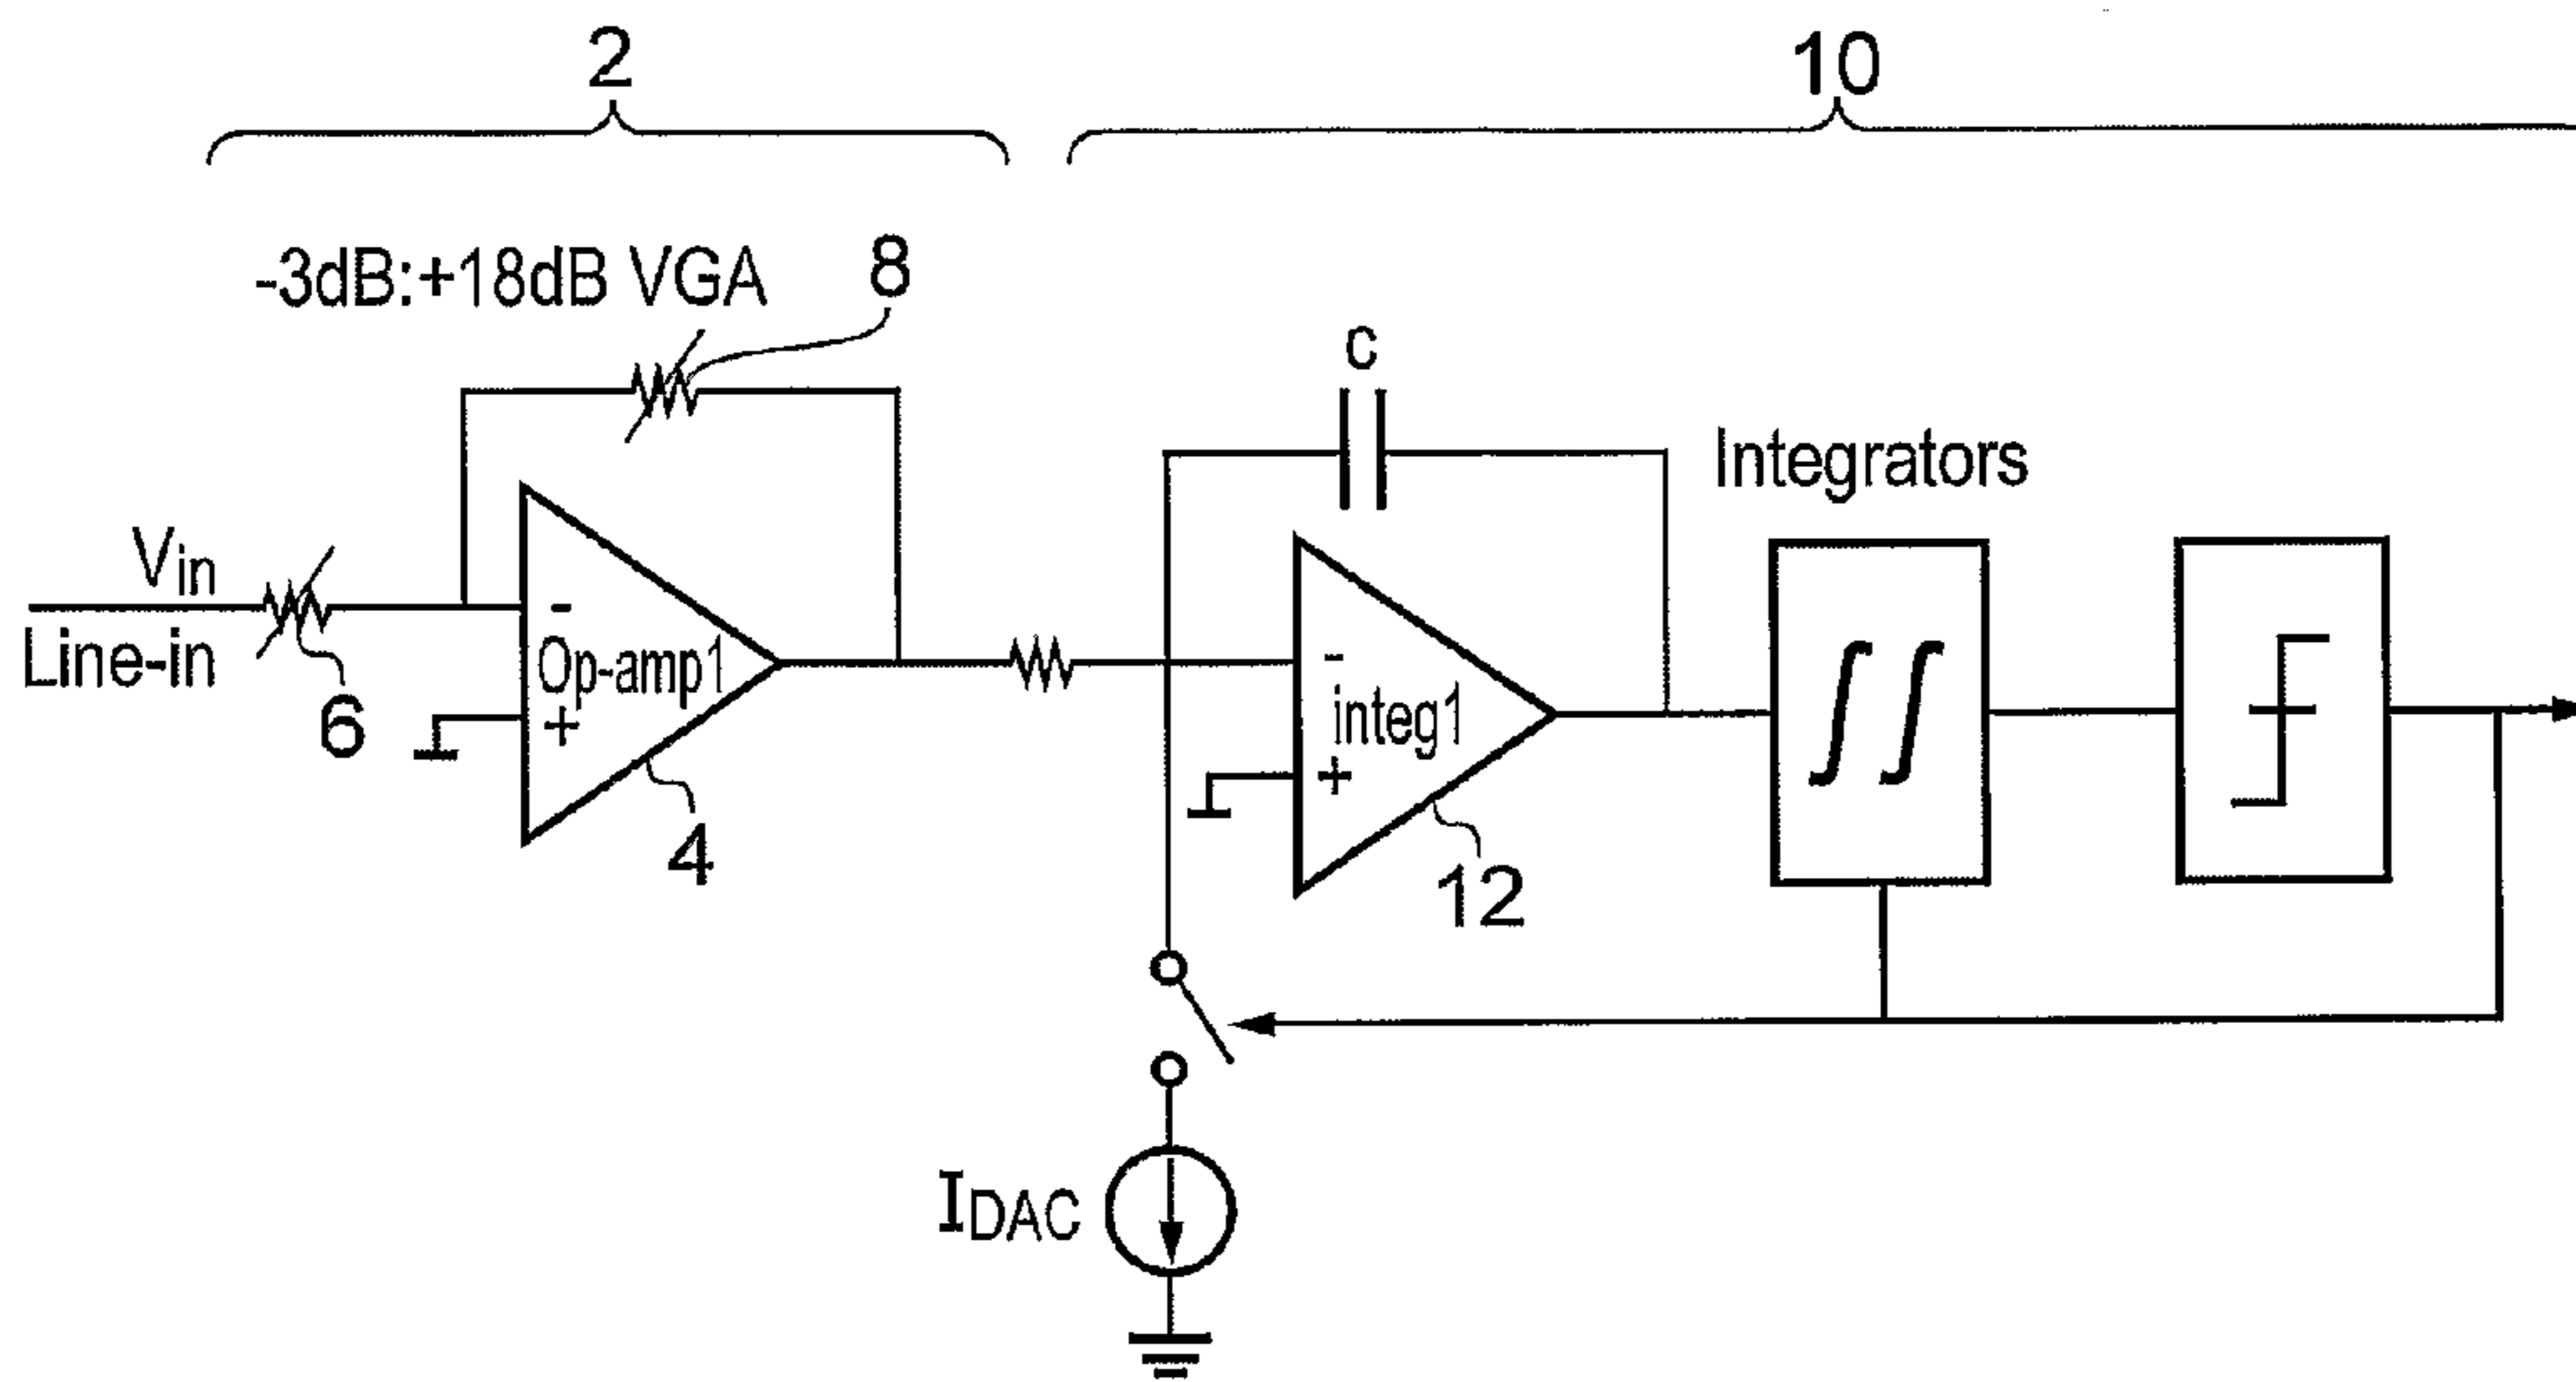 2
10
-3dB:+18dB VGA
8
c
Integrators
Vin
Line-in
-
Op-amp1
+
6
4
-
integ1
+
12
∫∫
IDAC